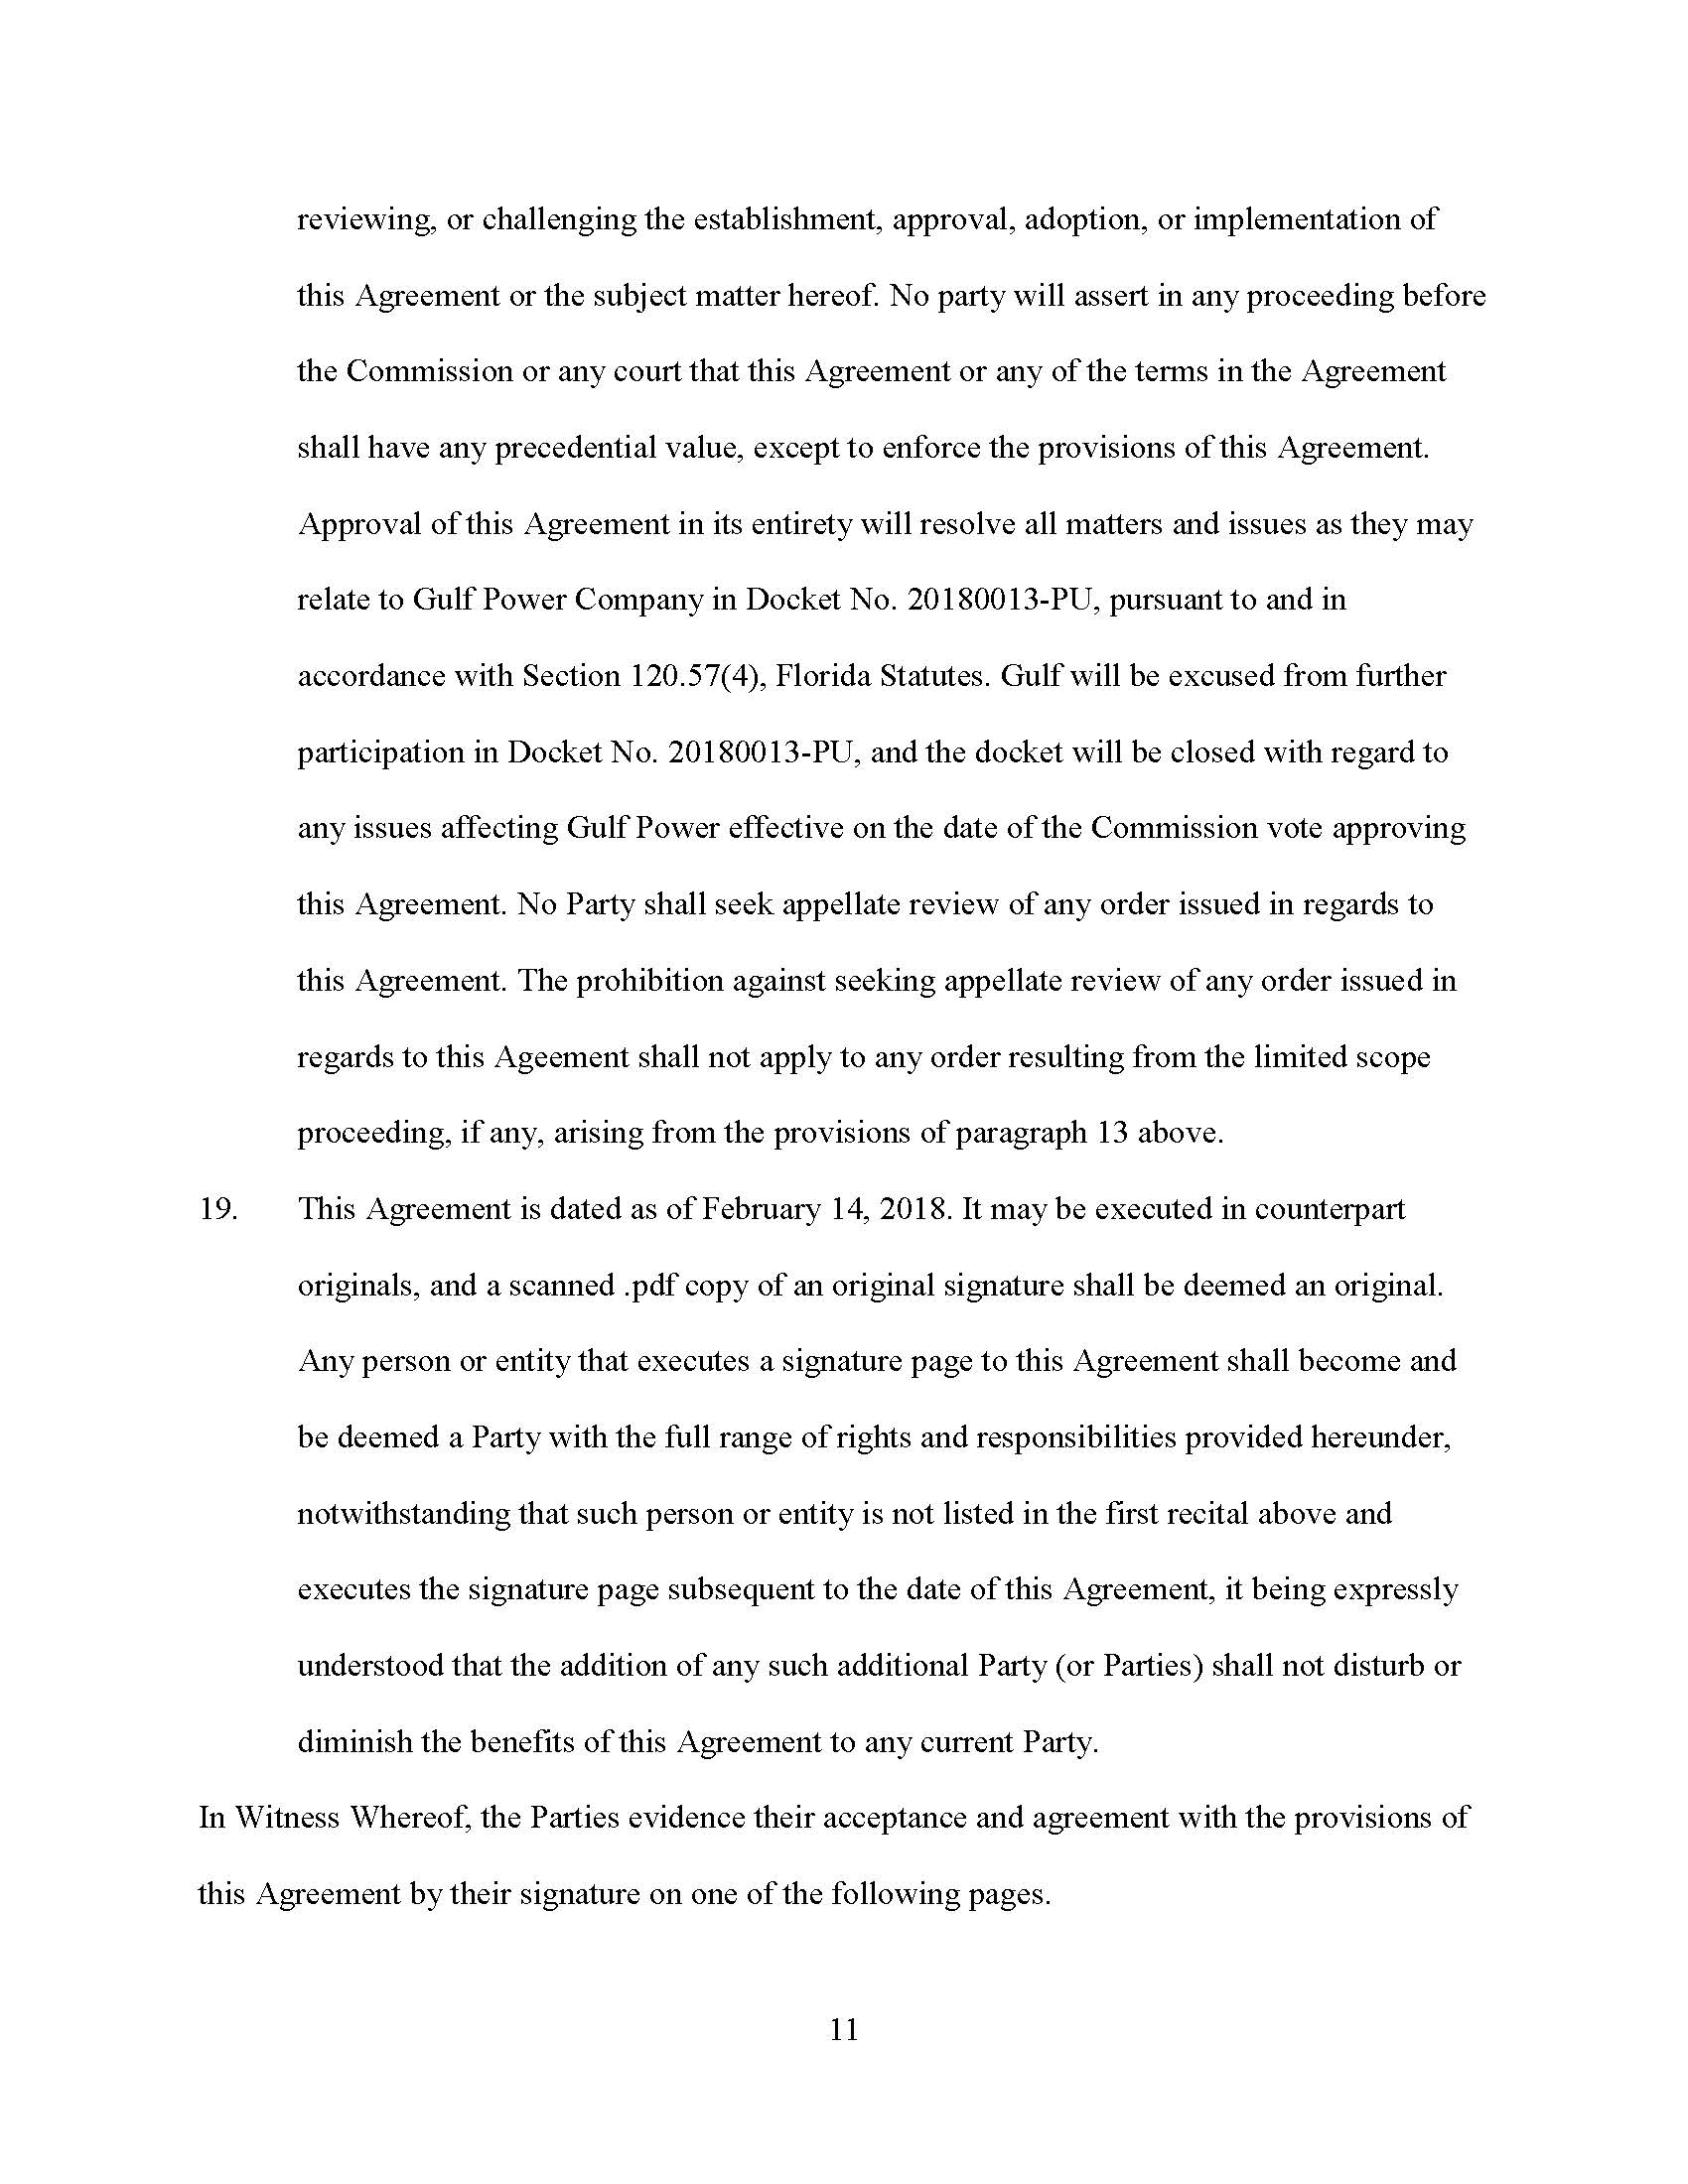 reviewing, or challenging the establishment, approval, adoption, or implementation of
this Agreement or the subject matter hereof. No party will assert in any proceeding before
the Commission or any court that this Agreement or any of the terms in the Agreement
shall have any precedential value, except to enforce the provisions of this Agreement.
Approval of this Agreement in its entirety will resolve all matters and issues as they may
relate to Gulf Power Company in Docket No. 20180013-PU, pursuant to and in
accordance with Section 120.57(4), Florida Statutes. Gulf will be excused from further
participation in Docket No. 20180013-PU, and the docket will be closed with regard to
any issues affecting Gulf Power effective on the date of the Commission vote approving
this Agreement. No Party shall seek appellate review of any order issued in regards to
this Agreement. The prohibition against seeking appellate review of any order issued in
regards to this Ageement shall not apply to any order resulting from the limited scope
proceeding, if any, arising from the provisions of paragraph 13 above.
19. This Agreement is dated as of February 14, 2018. It may be executed in counterpart
originals, and a scanned .pdf copy of an original signature shall be deemed an original.
Any person or entity that executes a signature page to this Agreement shall become and
be deemed a Party with the full range of rights and responsibilities provided hereunder,
notwithstanding that such person or entity is not listed in the first recital above and
executes the signature page subsequent to the date of this Agreement, it being expressly
understood that the addition of any such additional Party (or Parties) shall not disturb or
diminish the benefits of this Agreement to any current Party.
In Witness Whereof, the Parties evidence their acceptance and agreement with the provisions of
this Agreement by their signature on one of the following pages.
11